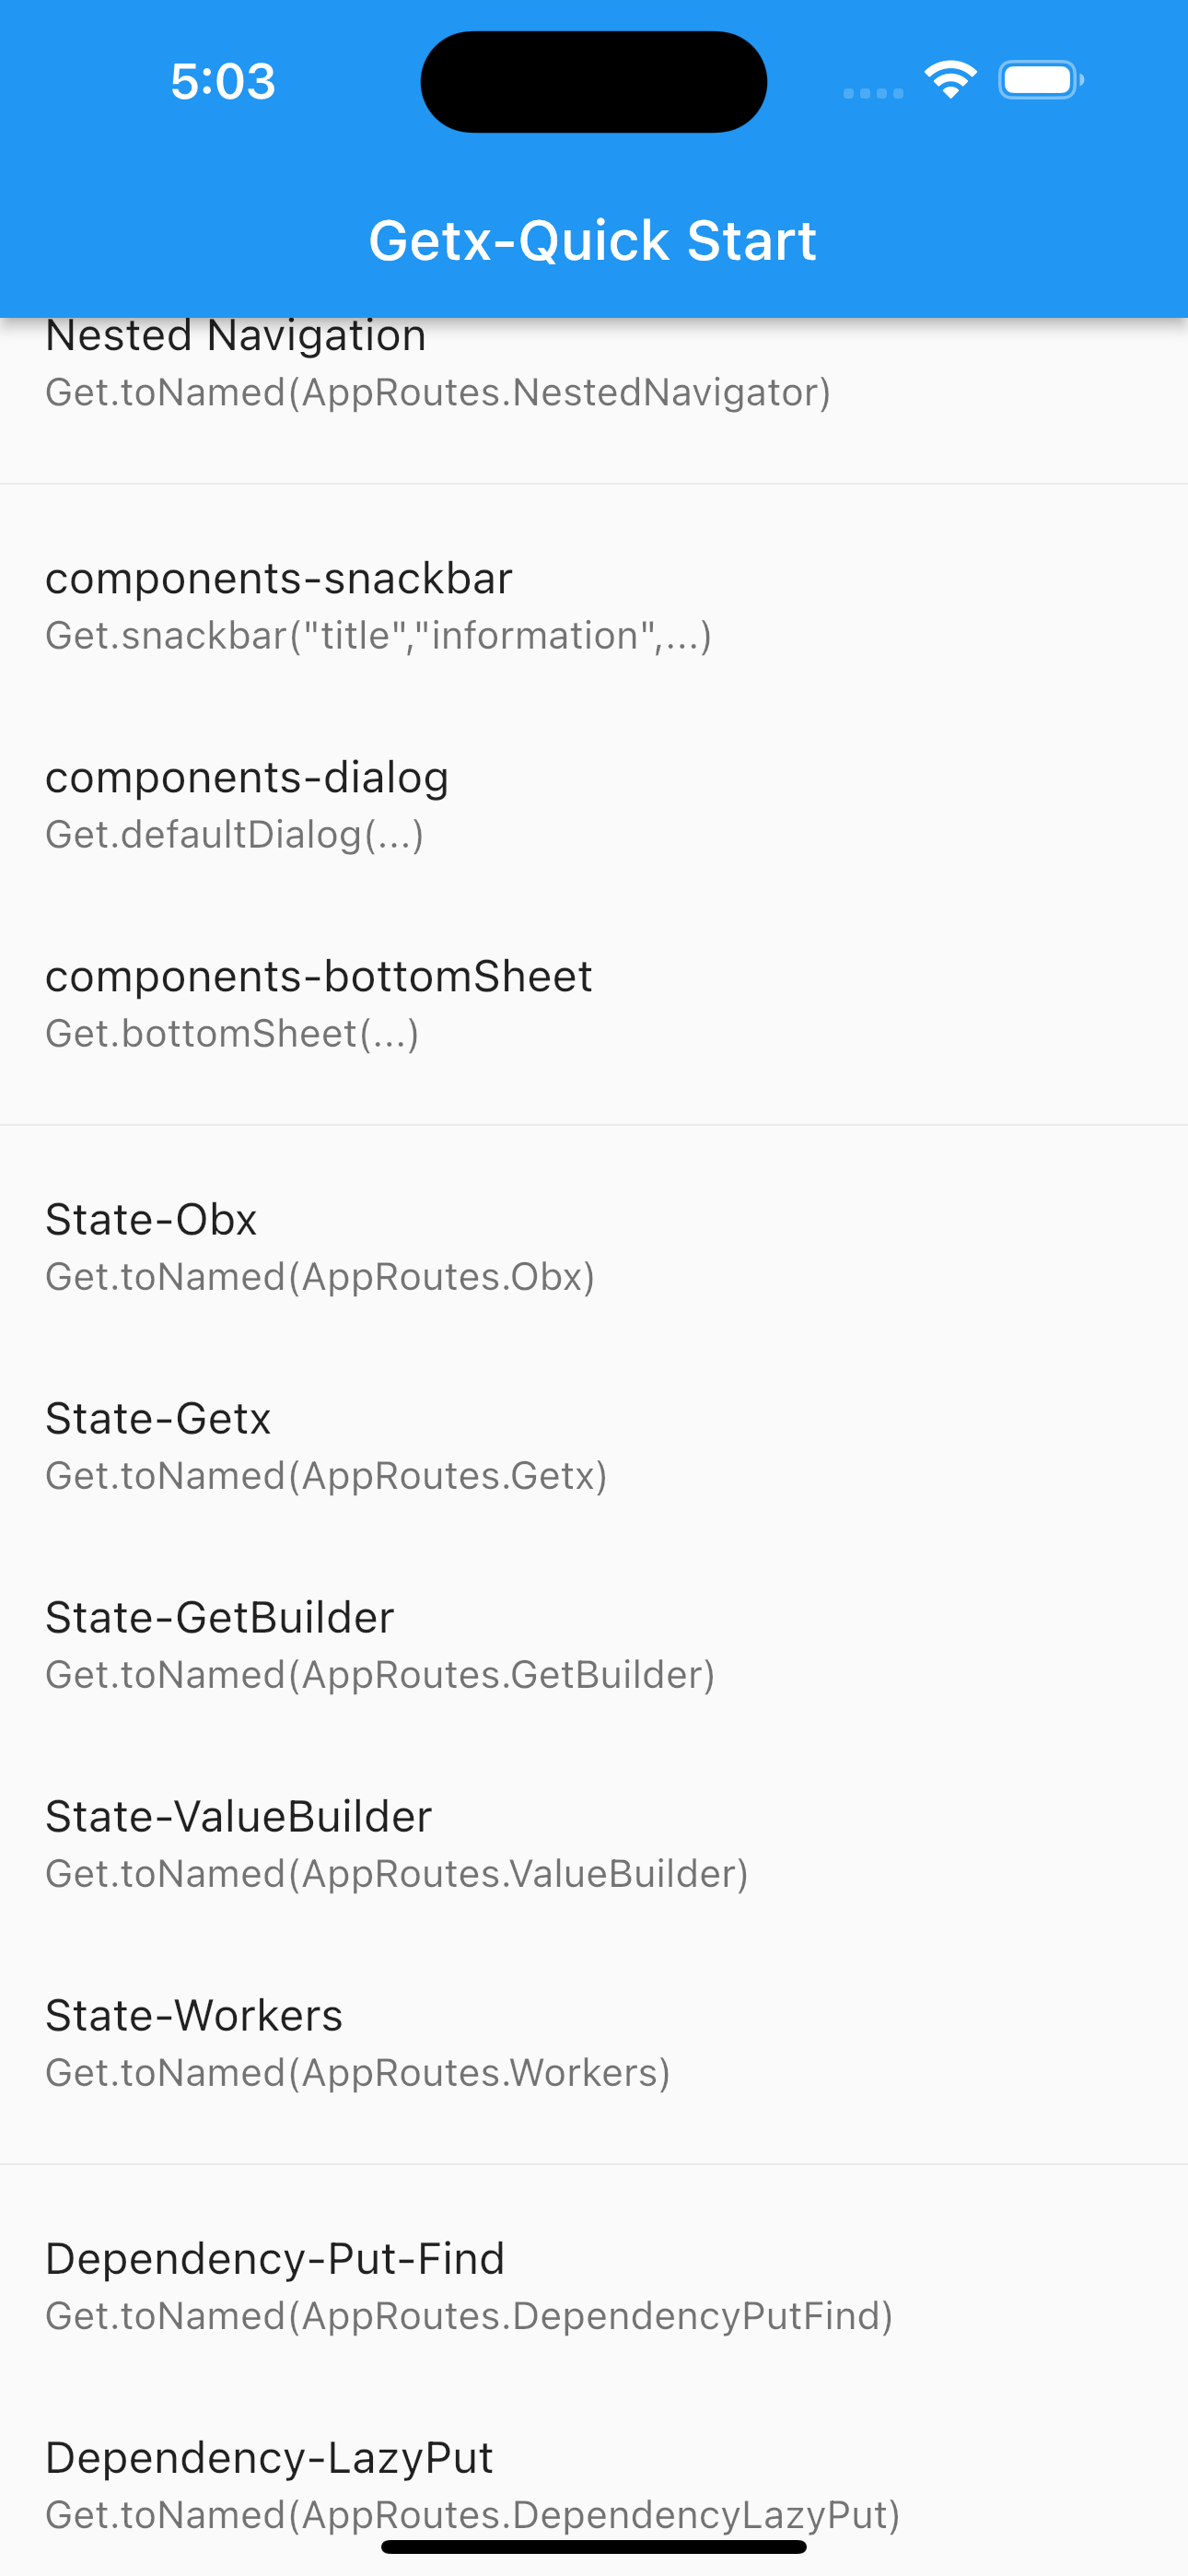 5:03
Getx-Quick Start
Nested Navigation
Get.toNamed(AppRoutes.NestedNavigator)
components-snackbar
Get.snackbar("title","information",...)
components-dialog
Get.defaultDialog(...)
components-bottomSheet
Get.bottomSheet(...)
State-Obx
Get.toNamed(AppRoutes.Obx)
State-Getx
Get.toNamed(AppRoutes.Getx)
State-GetBuilder
Get.toNamed(AppRoutes.GetBuilder)
State-ValueBuilder
Get.toNamed(AppRoutes.ValueBuilder)
State-Workers
Get.toNamed(AppRoutes.Workers)
Dependency-Put-Find
Get.toNamed(AppRoutes.DependencyPutFind)
Dependency-LazyPut
Get.toNamed(AppRoutes.DependencyLazyPut)